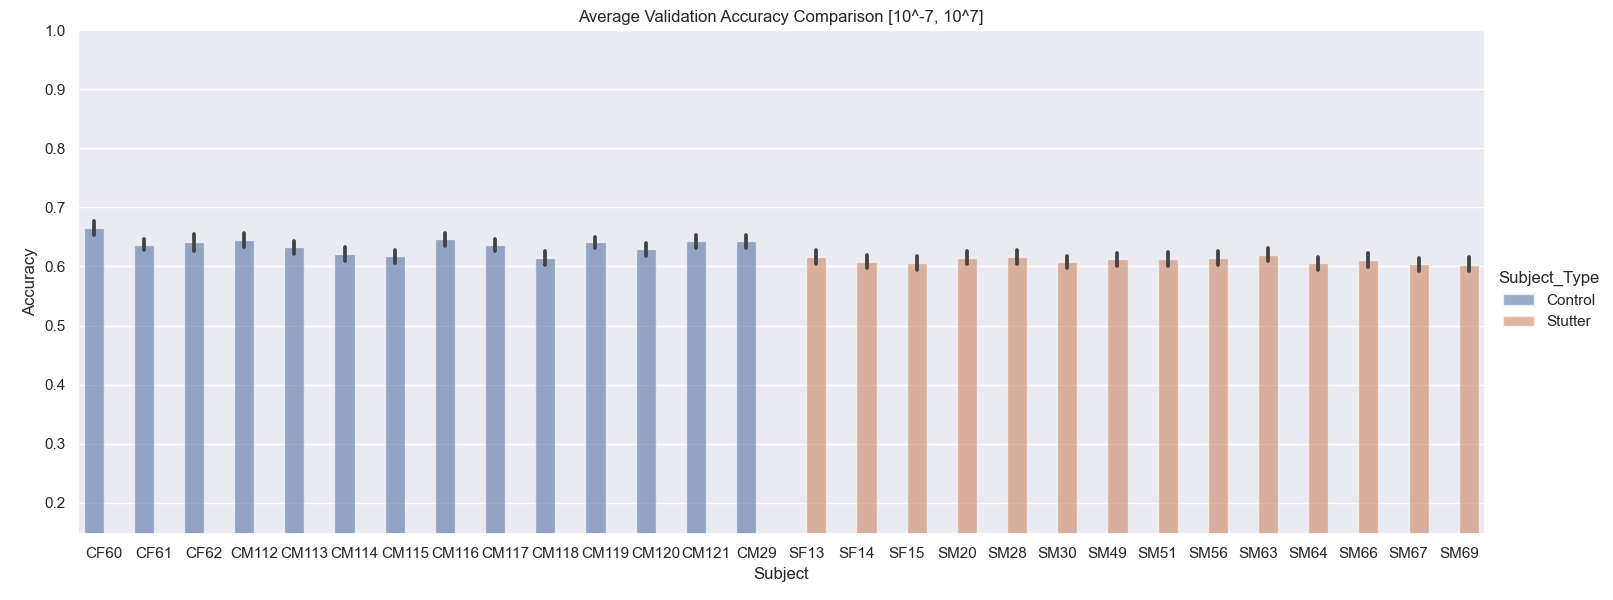 Average Validation Accuracy Comparison [10^-7, 10^7]
1.0
0.9
0.8
0.7
0.6
0.5
0.4
0.3
0.2
Accuracy
CF60 CF61 CF62 CM112 CM113 CM114 CM115 CM116 CM117 CM118 CM119 CM120 CM121 CM29 SF13 SF14 SF15 SM20 SM28 SM30 SM49 SM51 SM56 SM63 SM64 SM66 SM67 SM69
Subject
Subject_Type
Control
Stutter